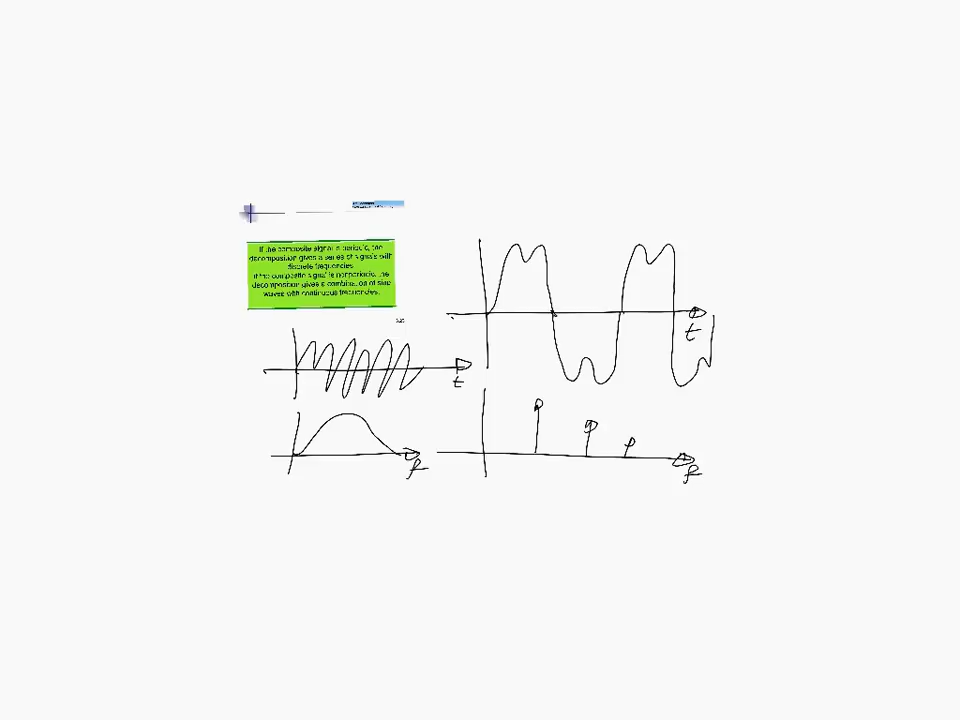 If the composite signal is periodic, the
decomposition gives a series of signals with
discrete frequencies
if the composite signal is nonperiodic, the
decomposition gives a combination of sine
waves with continuous frequencies.
t
t
f
f